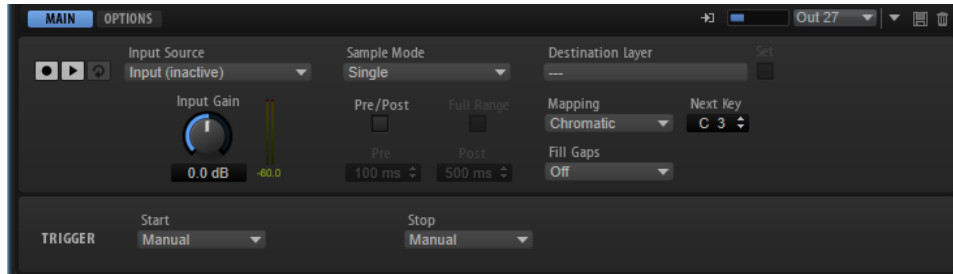 MAIN OPTIONS Out 27
Input Source Sample Mode Destination Layer Set
Input (inactive) Single ---
Input Gain Pre/Post Full Range Mapping Next Key
Chromatic C 3
Pre Post Fill Gaps
0.0 dB -60.0 100 ms 500 ms Off
Start Stop
TRIGGER Manual Manual